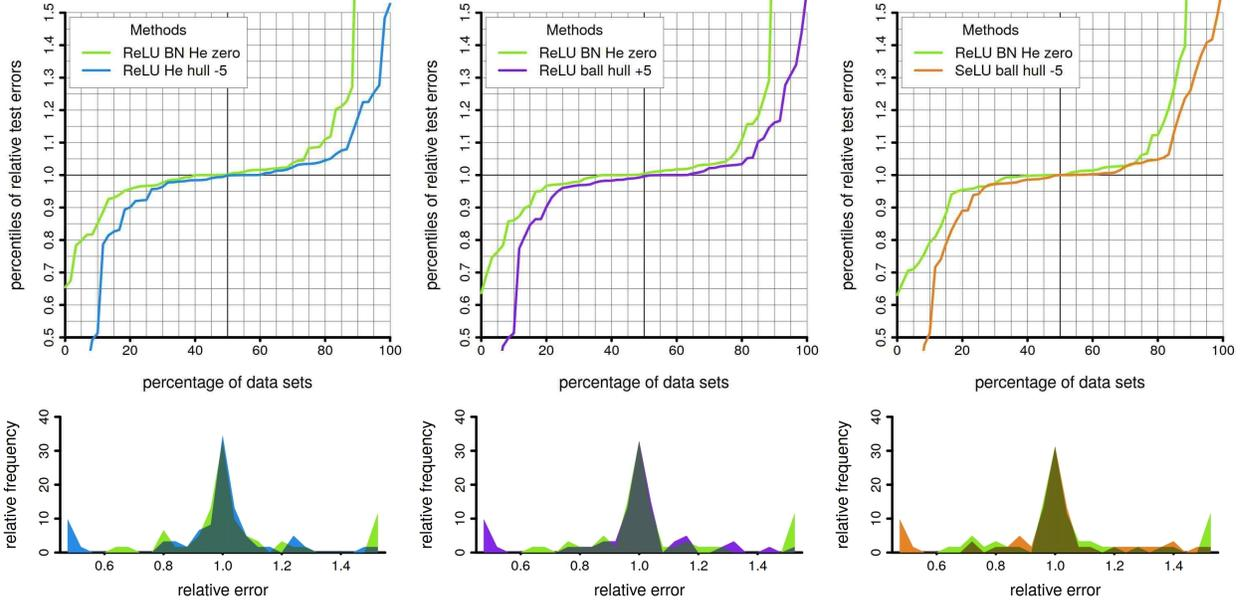 percentiles of relative test errors
1.5
1.4
1.3
1.2
1.1
1.0
0.9
0.8
0.7
0.6
0.5
Methods
ReLU BN He zero
ReLU He hull -5
0 20 40 60 80 100
percentage of data sets
percentiles of relative test errors
1.5
1.4
1.3
1.2
1.1
1.0
0.9
0.8
0.7
0.6
0.5
Methods
ReLU BN He zero
ReLU ball hull +5
0 20 40 60 80 100
percentage of data sets
percentiles of relative test errors
1.5
1.4
1.3
1.2
1.1
1.0
0.9
0.8
0.7
0.6
0.5
Methods
ReLU BN He zero
SeLU ball hull -5
0 20 40 60 80 100
percentage of data sets
relative frequency
40
30
20
10
0
0.6 0.8 1.0 1.2 1.4
relative error
relative frequency
40
30
20
10
0
0.6 0.8 1.0 1.2 1.4
relative error
relative frequency
40
30
20
10
0
0.6 0.8 1.0 1.2 1.4
relative error